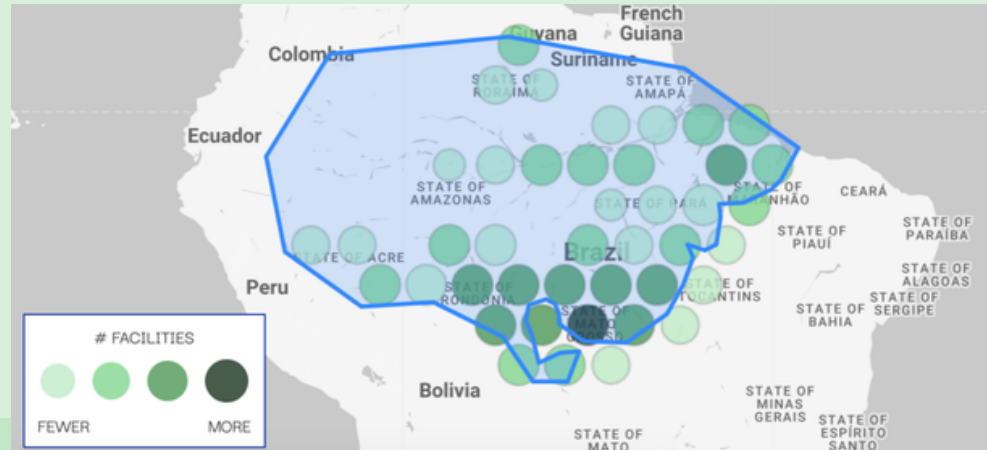 French
Guiana
Guyana
Colombia
Suriname
STATE OF
RORAIMA
STATE OF
AMAPÁ
Ecuador
STATE OF
AMAZONAS
STATE OF PARÁ
STATE OF
MARANHÃO
CEARÁ
STATE OF
PARAÍBA
STATE OF
PIAUÍ
Brazil
STATE OF ACRE
STATE OF
ALAGOAS
Peru
STATE OF
RONDÔNIA
STATE OF
TOCANTINS
STATE OF
SERGIPE
STATE OF
BAHIA
STATE OF
MATO
GROSSO
# FACILITIES
FEWER
MORE
Bolivia
STATE OF
MINAS
GERAIS
STATE OF
ESPÍRITO
SANTO
STATE OF
MATO